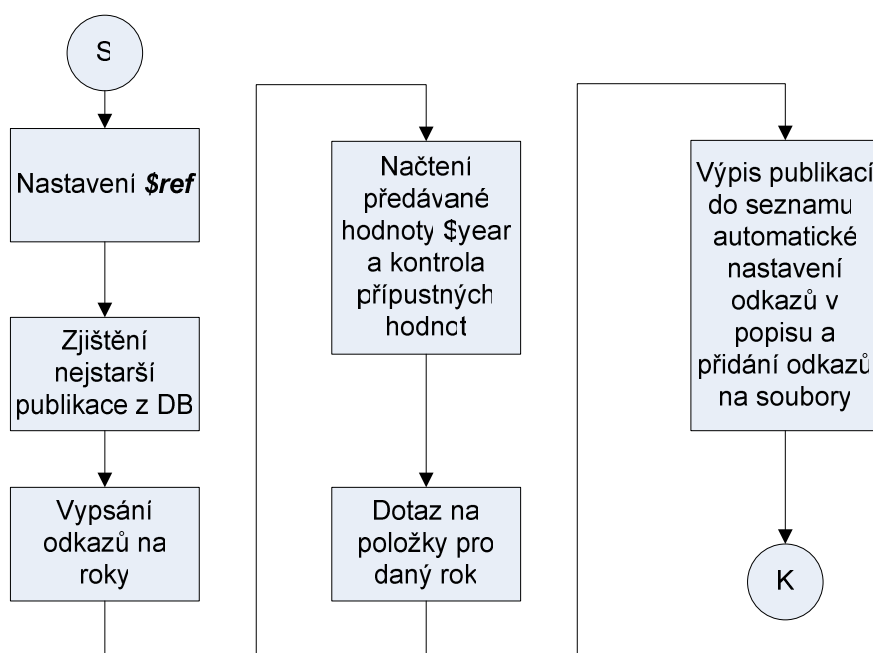 S
Nastavení $ref
Zjištění
nejstarší
publikace z DB
Vypsání
odkazů na
roky
Načtení
předávané
hodnoty $year
a kontrola
přípustných
hodnot
Dotaz na
položky pro
daný rok
Výpis publikací
do seznamu
automatické
nastavení
odkazů v
popisu a
přidání odkazů
na soubory
K